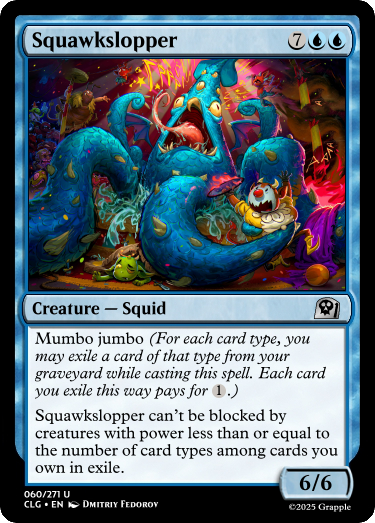 Squawkslopper 7UU
Creature — Squid
Mumbo jumbo (For each card type, you
may exile a card of that type from your
graveyard while casting this spell. Each card
you exile this way pays for 1.)
Squawkslopper can't be blocked by
creatures with power less than or equal to
the number of card types among cards you
own in exile.
6/6
060/271 U
CLG • EN Dmitriy Fedorov
©2025 Grapple